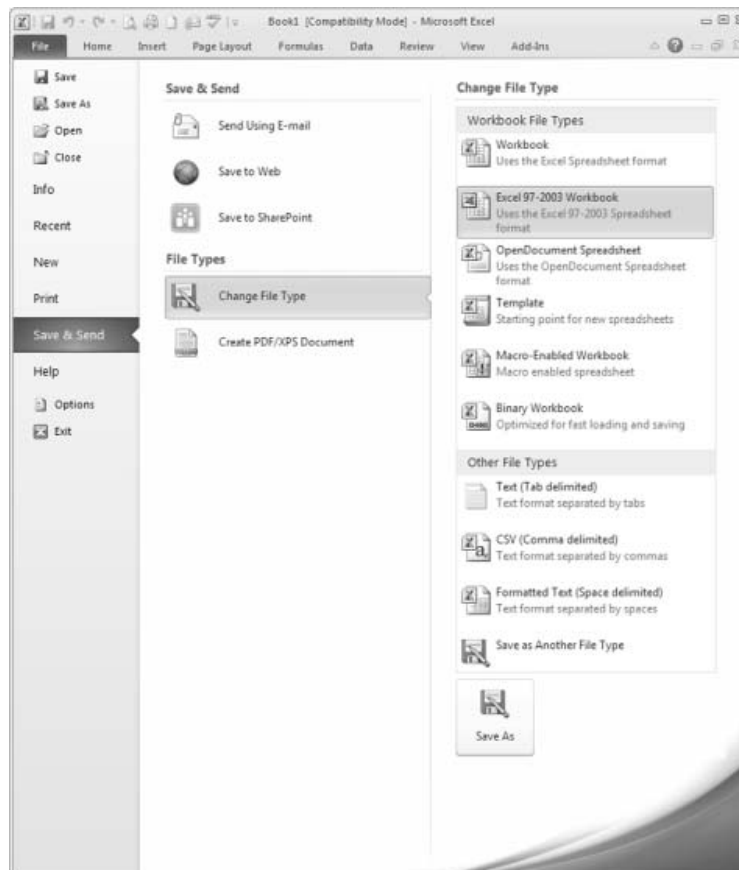 Book1 [Compatibility Mode] - Microsoft Excel
File Home Insert Page Layout Formulas Data Review View Add-Ins
Save
Save As
Open
Close
Info
Recent
New
Print
Save & Send
Help
Options
Exit
Save & Send
Send Using E-mail
Save to Web
Save to SharePoint
File Types
Change File Type
Create PDF/XPS Document
Change File Type
Workbook File Types
Workbook
Uses the Excel Spreadsheet format
Excel 97-2003 Workbook
Uses the Excel 97-2003 Spreadsheet
format
OpenDocument Spreadsheet
Uses the OpenDocument Spreadsheet
format
Template
Starting point for new spreadsheets
Macro-Enabled Workbook
Macro enabled spreadsheet
Binary Workbook
Optimized for fast loading and saving
Other File Types
Text (Tab delimited)
Text format separated by tabs
CSV (Comma delimited)
Text format separated by commas
Formatted Text (Space delimited)
Text format separated by spaces
Save as Another File Type
Save As